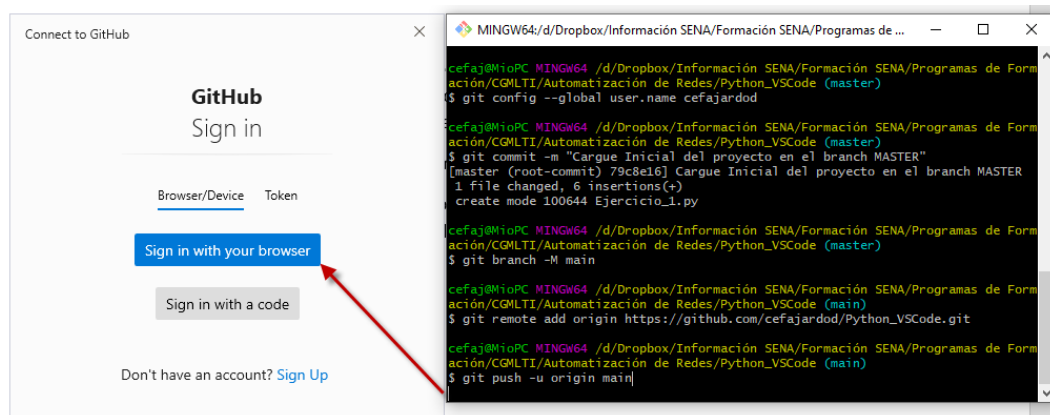 Connect to GitHub
GitHub
Sign in
Browser/Device Token
Sign in with your browser
Sign in with a code
Don't have an account? Sign Up
MINGW64:/d/Dropbox/Información SENA/Formación SENA/Programas de ...
cefaj@MioPC MINGW64 /d/Dropbox/Información SENA/Formación SENA/Programas de Form
ación/CGMLTI/Automatización de Redes/Python_VSCode (master)
$ git config --global user.name cefajardod
cefaj@MioPC MINGW64 /d/Dropbox/Información SENA/Formación SENA/Programas de Form
ación/CGMLTI/Automatización de Redes/Python_VSCode (master)
$ git commit -m "Cargue Inicial del proyecto en el branch MASTER"
[master (root-commit) 79c8e16] Cargue Inicial del proyecto en el branch MASTER
1 file changed, 6 insertions(+)
create mode 100644 Ejercicio_1.py
cefaj@MioPC MINGW64 /d/Dropbox/Información SENA/Formación SENA/Programas de Form
ación/CGMLTI/Automatización de Redes/Python_VSCode (master)
$ git branch -M main
cefaj@MioPC MINGW64 /d/Dropbox/Información SENA/Formación SENA/Programas de Form
ación/CGMLTI/Automatización de Redes/Python_VSCode (main)
$ git remote add origin https://github.com/cefajardod/Python_VSCode.git
cefaj@MioPC MINGW64 /d/Dropbox/Información SENA/Formación SENA/Programas de Form
ación/CGMLTI/Automatización de Redes/Python_VSCode (main)
$ git push -u origin main